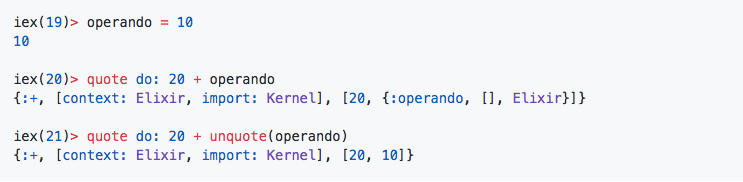 iex(19)> operando = 10
10
iex(20)> quote do: 20 + operando
{:+, [context: Elixir, import: Kernel], [20, {:operando, [], Elixir}]}
iex(21)> quote do: 20 + unquote(operando)
{:+, [context: Elixir, import: Kernel], [20, 10]}